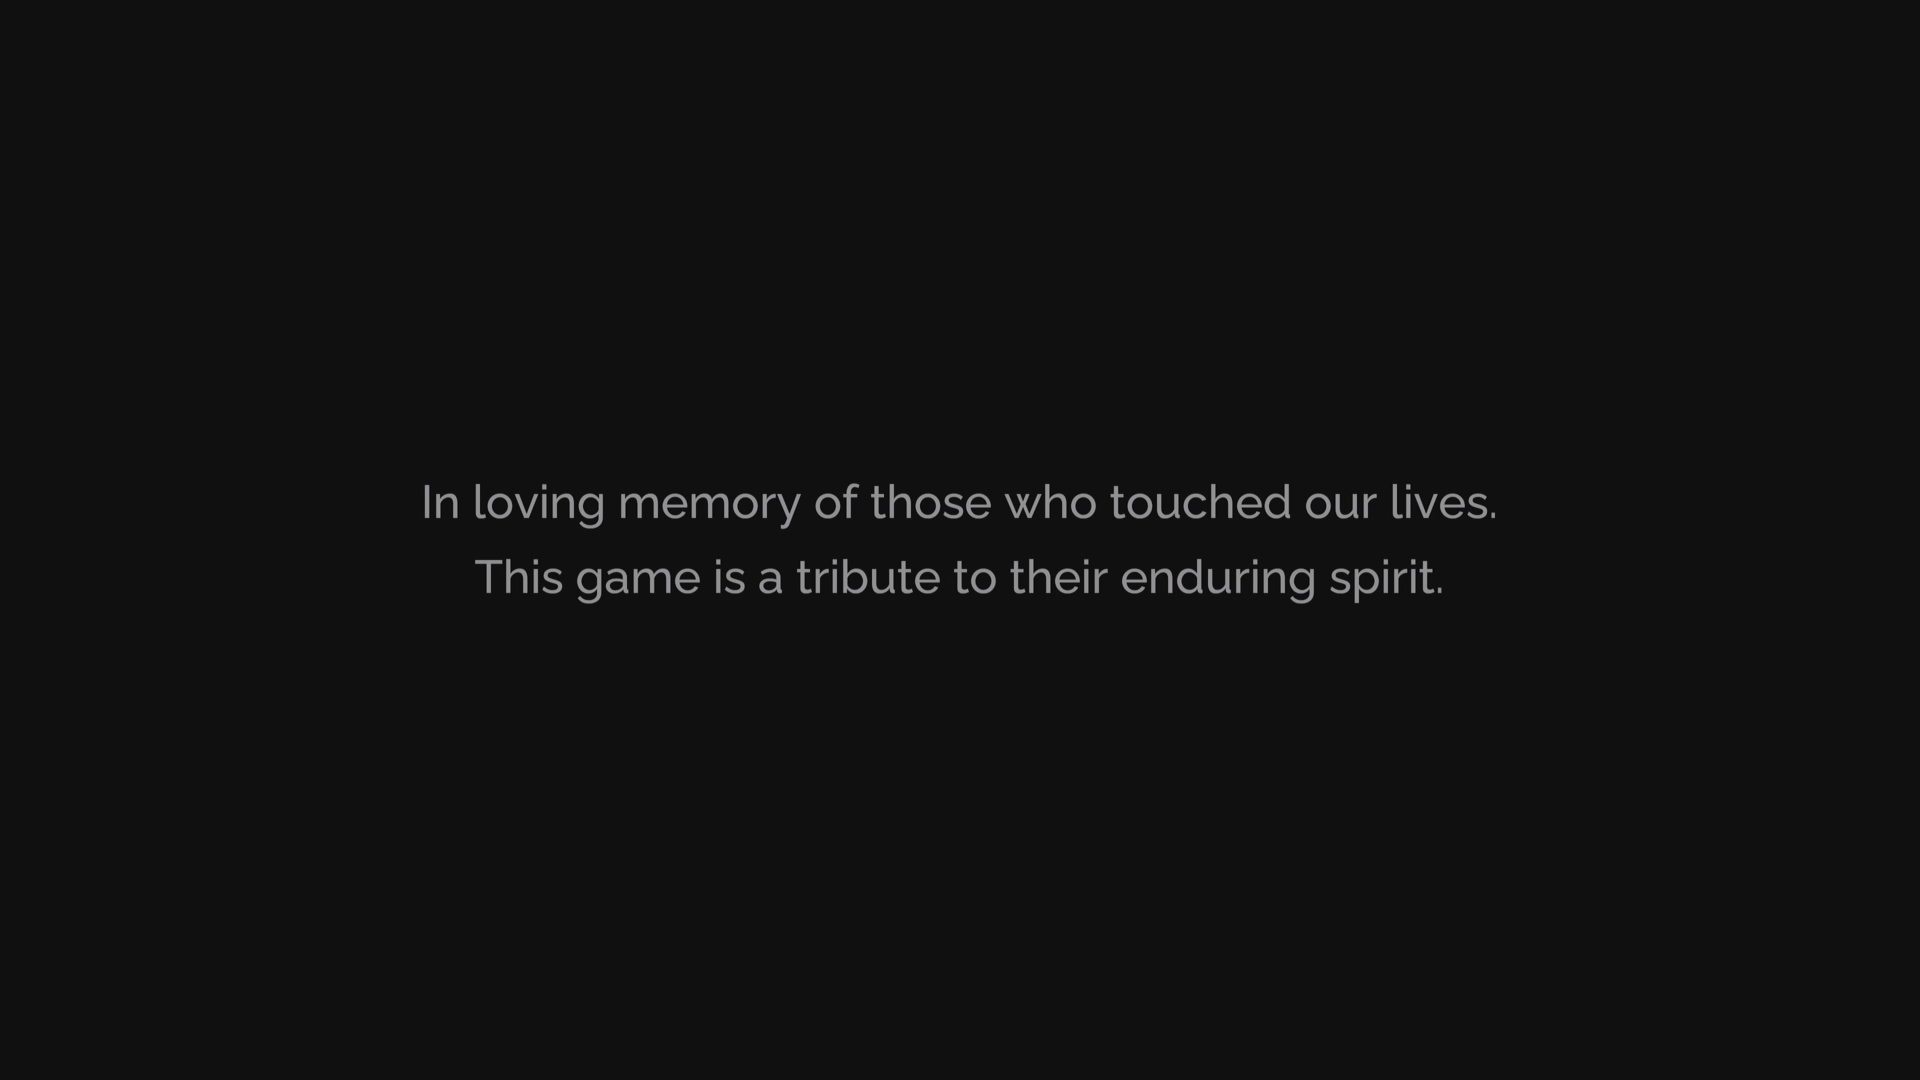 In loving memory of those who touched our lives.
This game is a tribute to their enduring spirit.